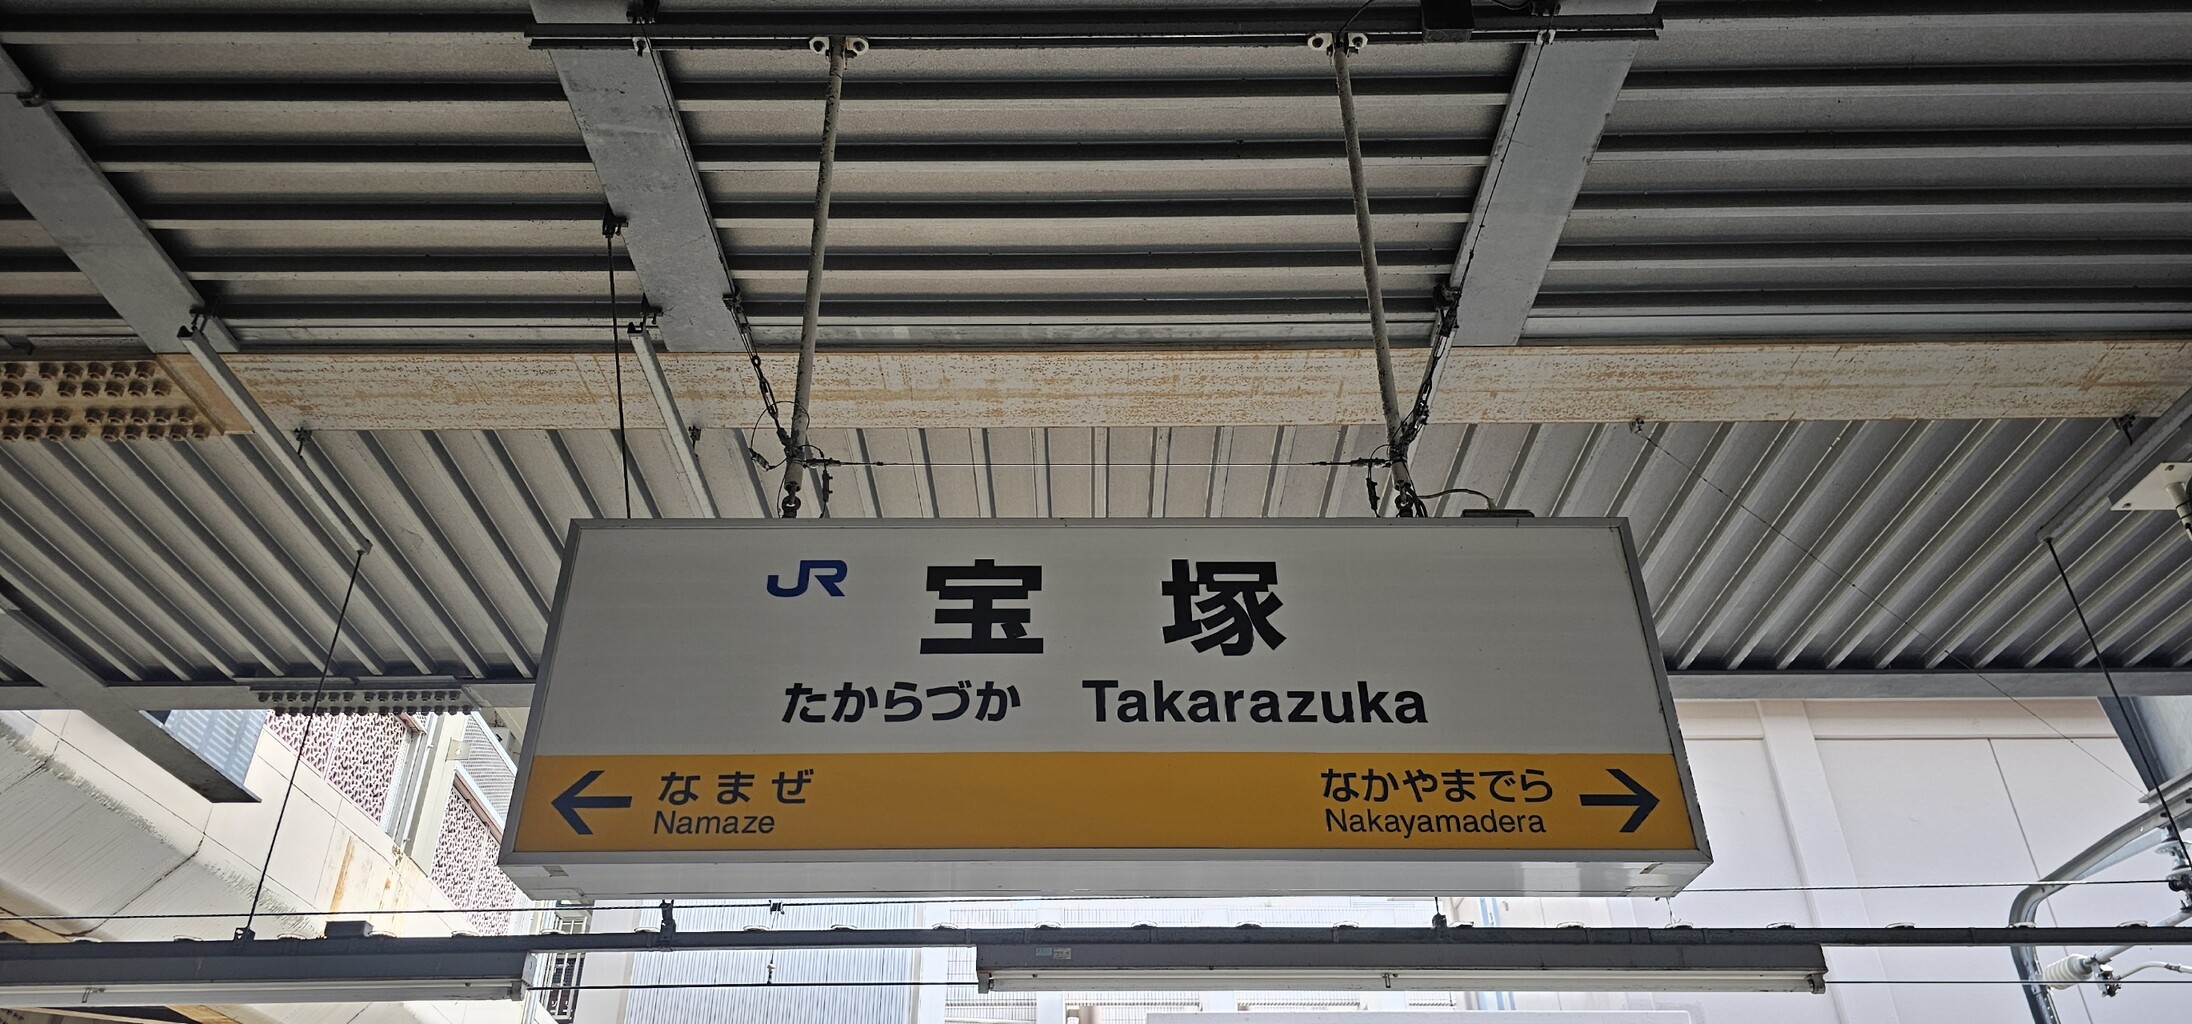 JR 宝塚
たからづか Takarazuka
← なまぜ なかやまでら →
Namaze Nakayamadera